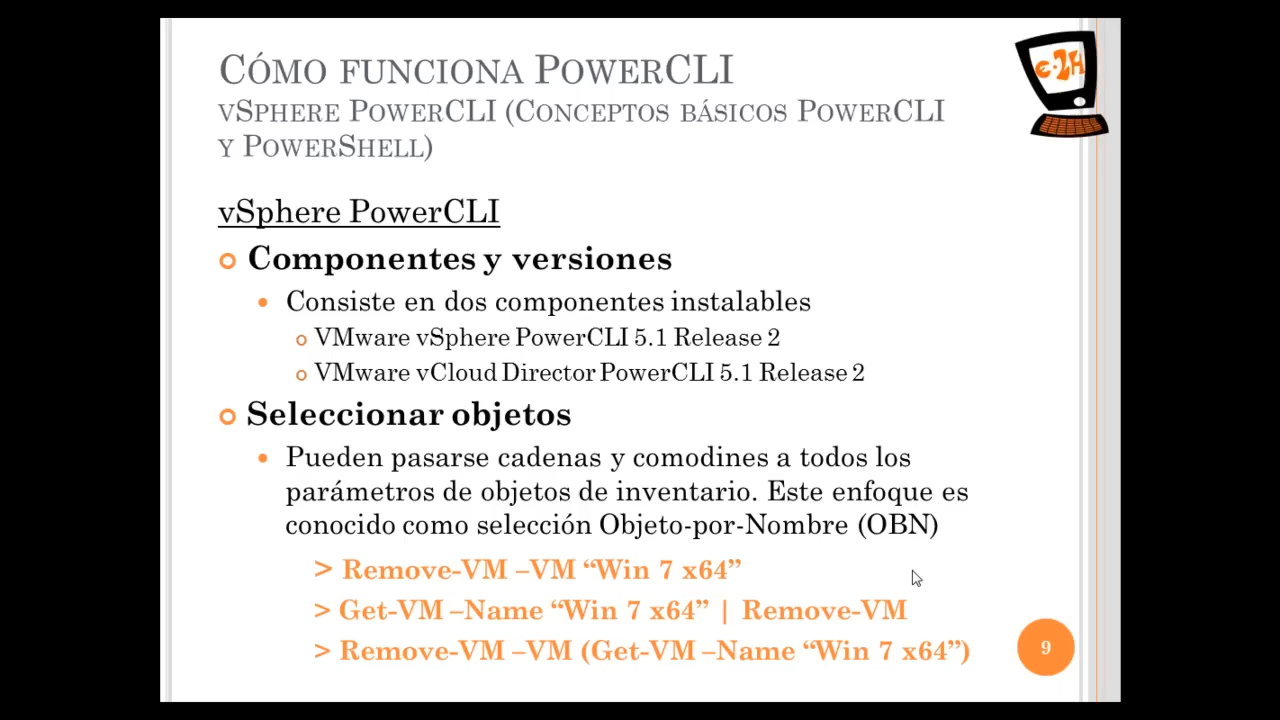 CÓMO FUNCIONA POWERCLI
VSPHERE POWERCLI (CONCEPTOS BÁSICOS POWERCLI
Y POWERSHELL)
e-2H
vSphere PowerCLI
Componentes y versiones
Consiste en dos componentes instalables
VMware vSphere PowerCLI 5.1 Release 2
VMware vCloud Director PowerCLI 5.1 Release 2
Seleccionar objetos
Pueden pasarse cadenas y comodines a todos los
parámetros de objetos de inventario. Este enfoque es
conocido como selección Objeto-por-Nombre (OBN)
> Remove-VM –VM “Win 7 x64”
> Get-VM –Name “Win 7 x64” | Remove-VM
> Remove-VM –VM (Get-VM –Name “Win 7 x64”)
9